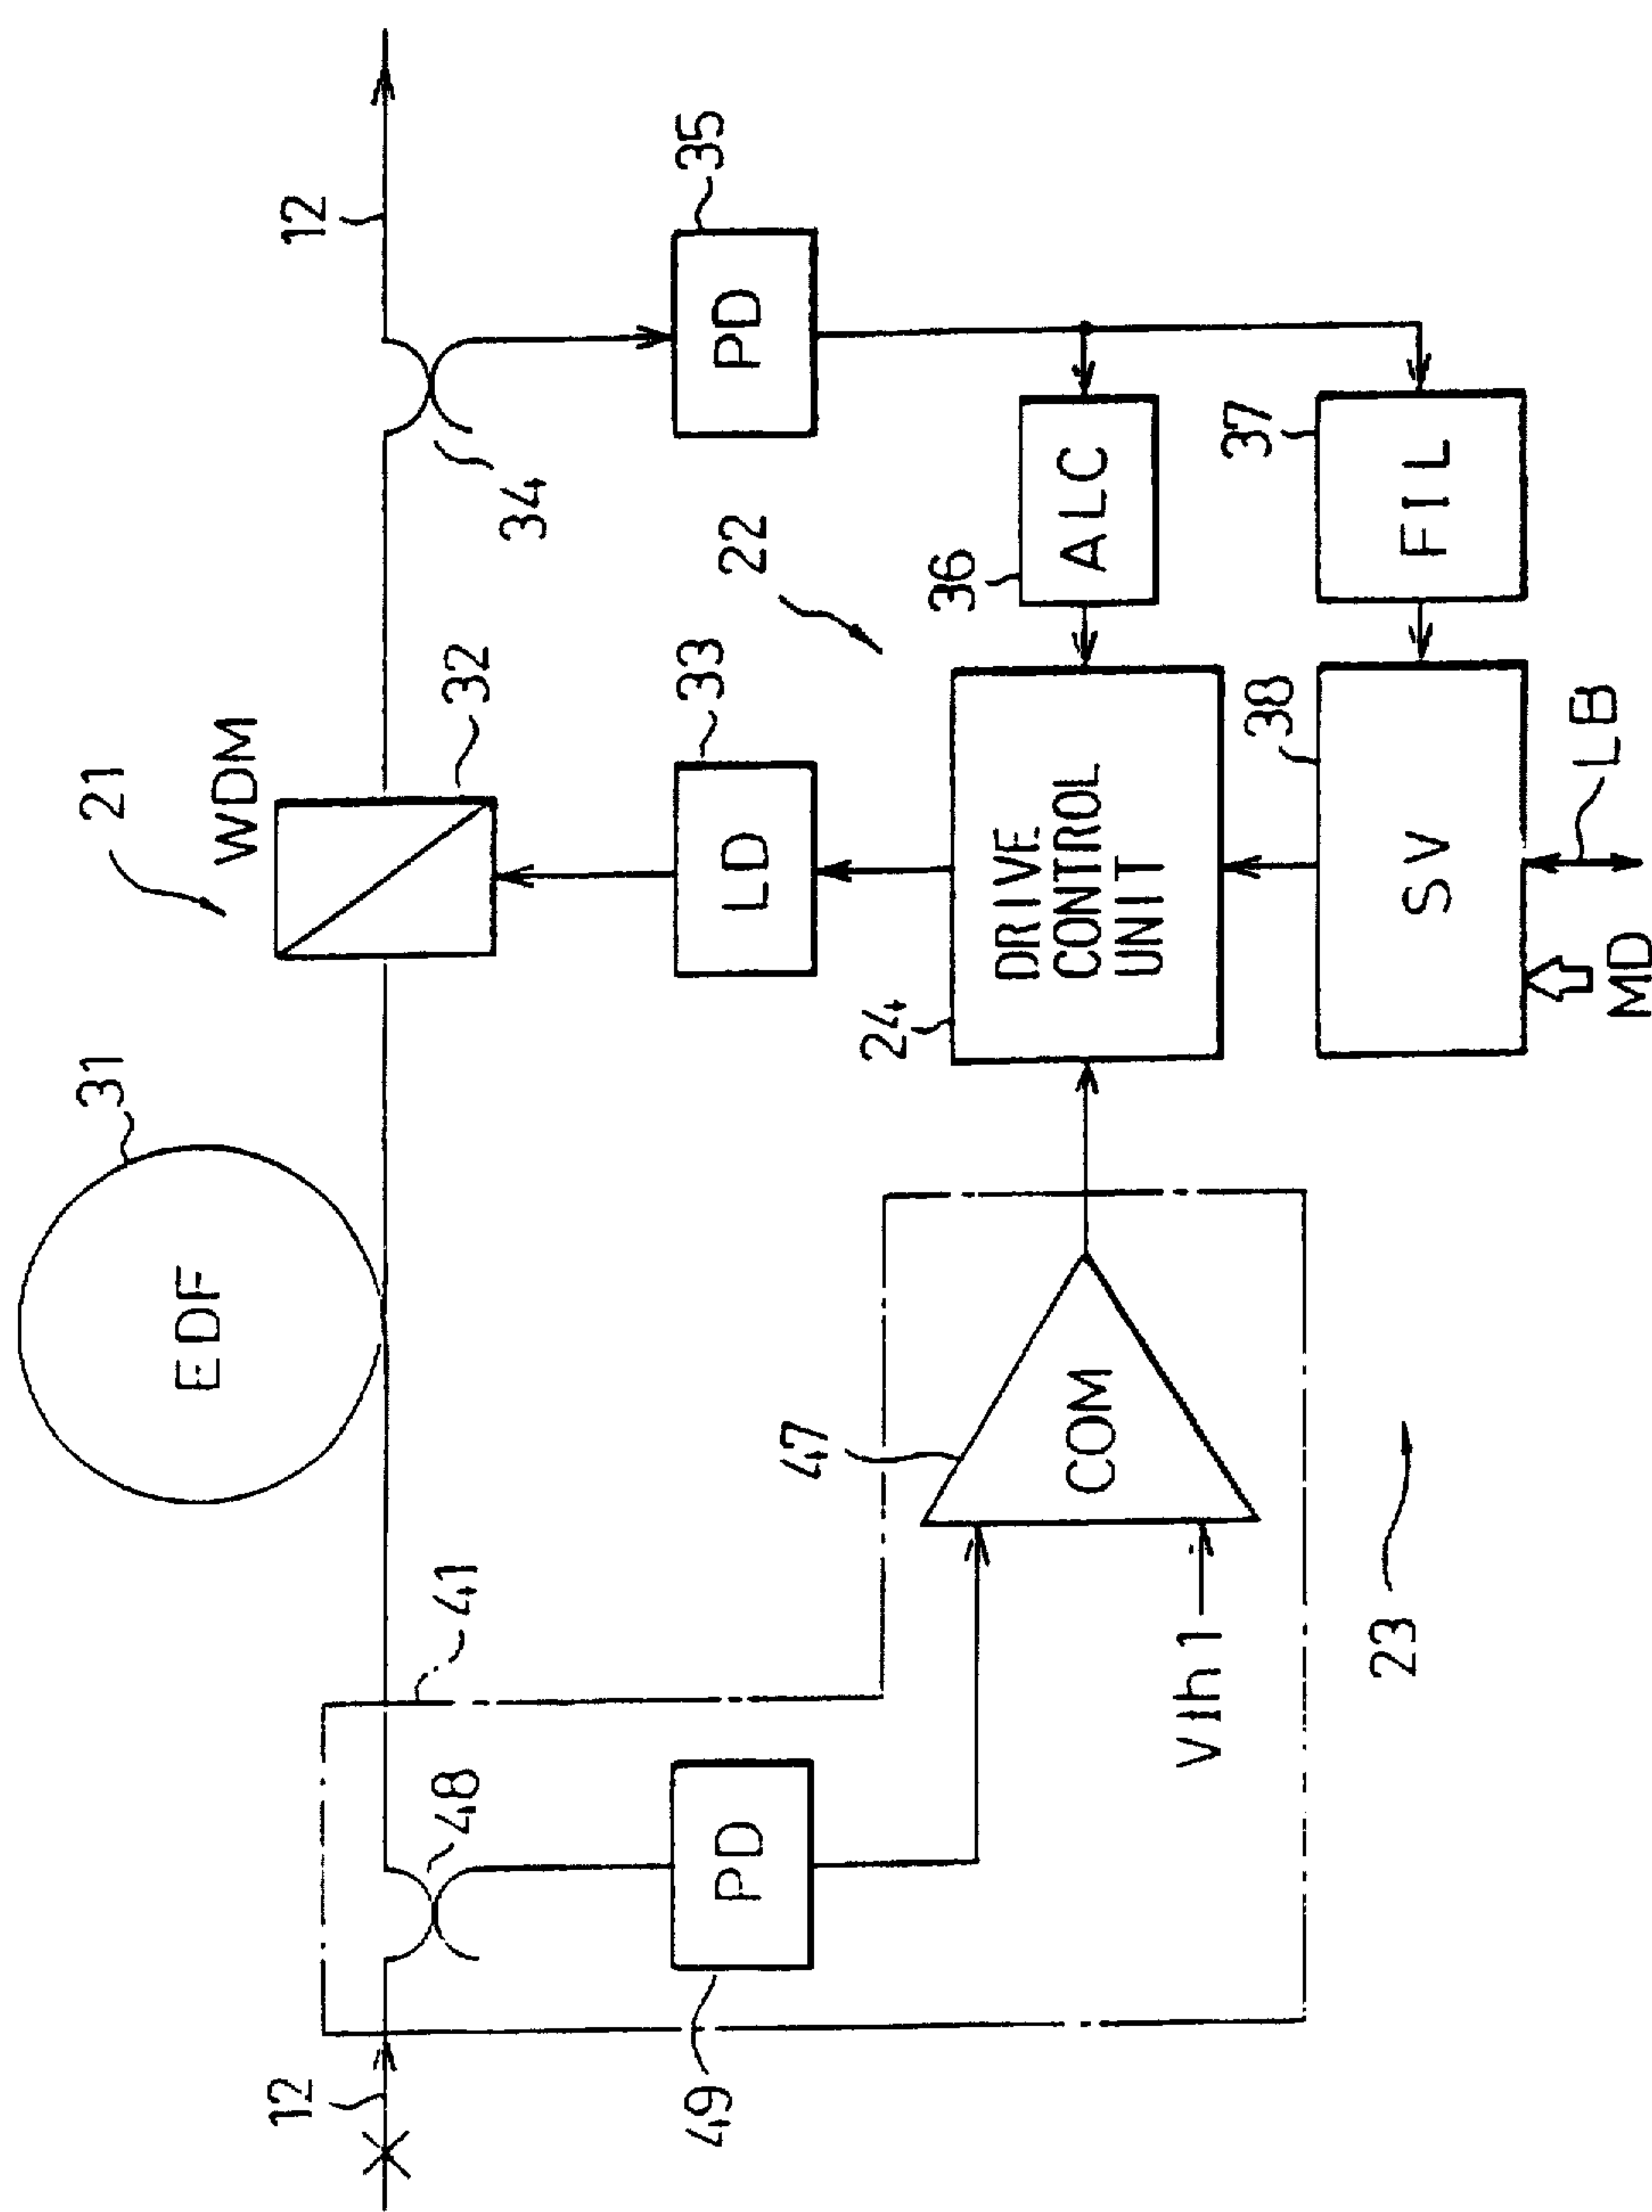 31
EDF
21
WDM
32
12
12
41
48
34
49
PD
33
LD
35
PD
22
47
COM
Vth1
24
DRIVE
CONTROL
UNIT
36
ALC
23
38
SV
37
FIL
MD
LB